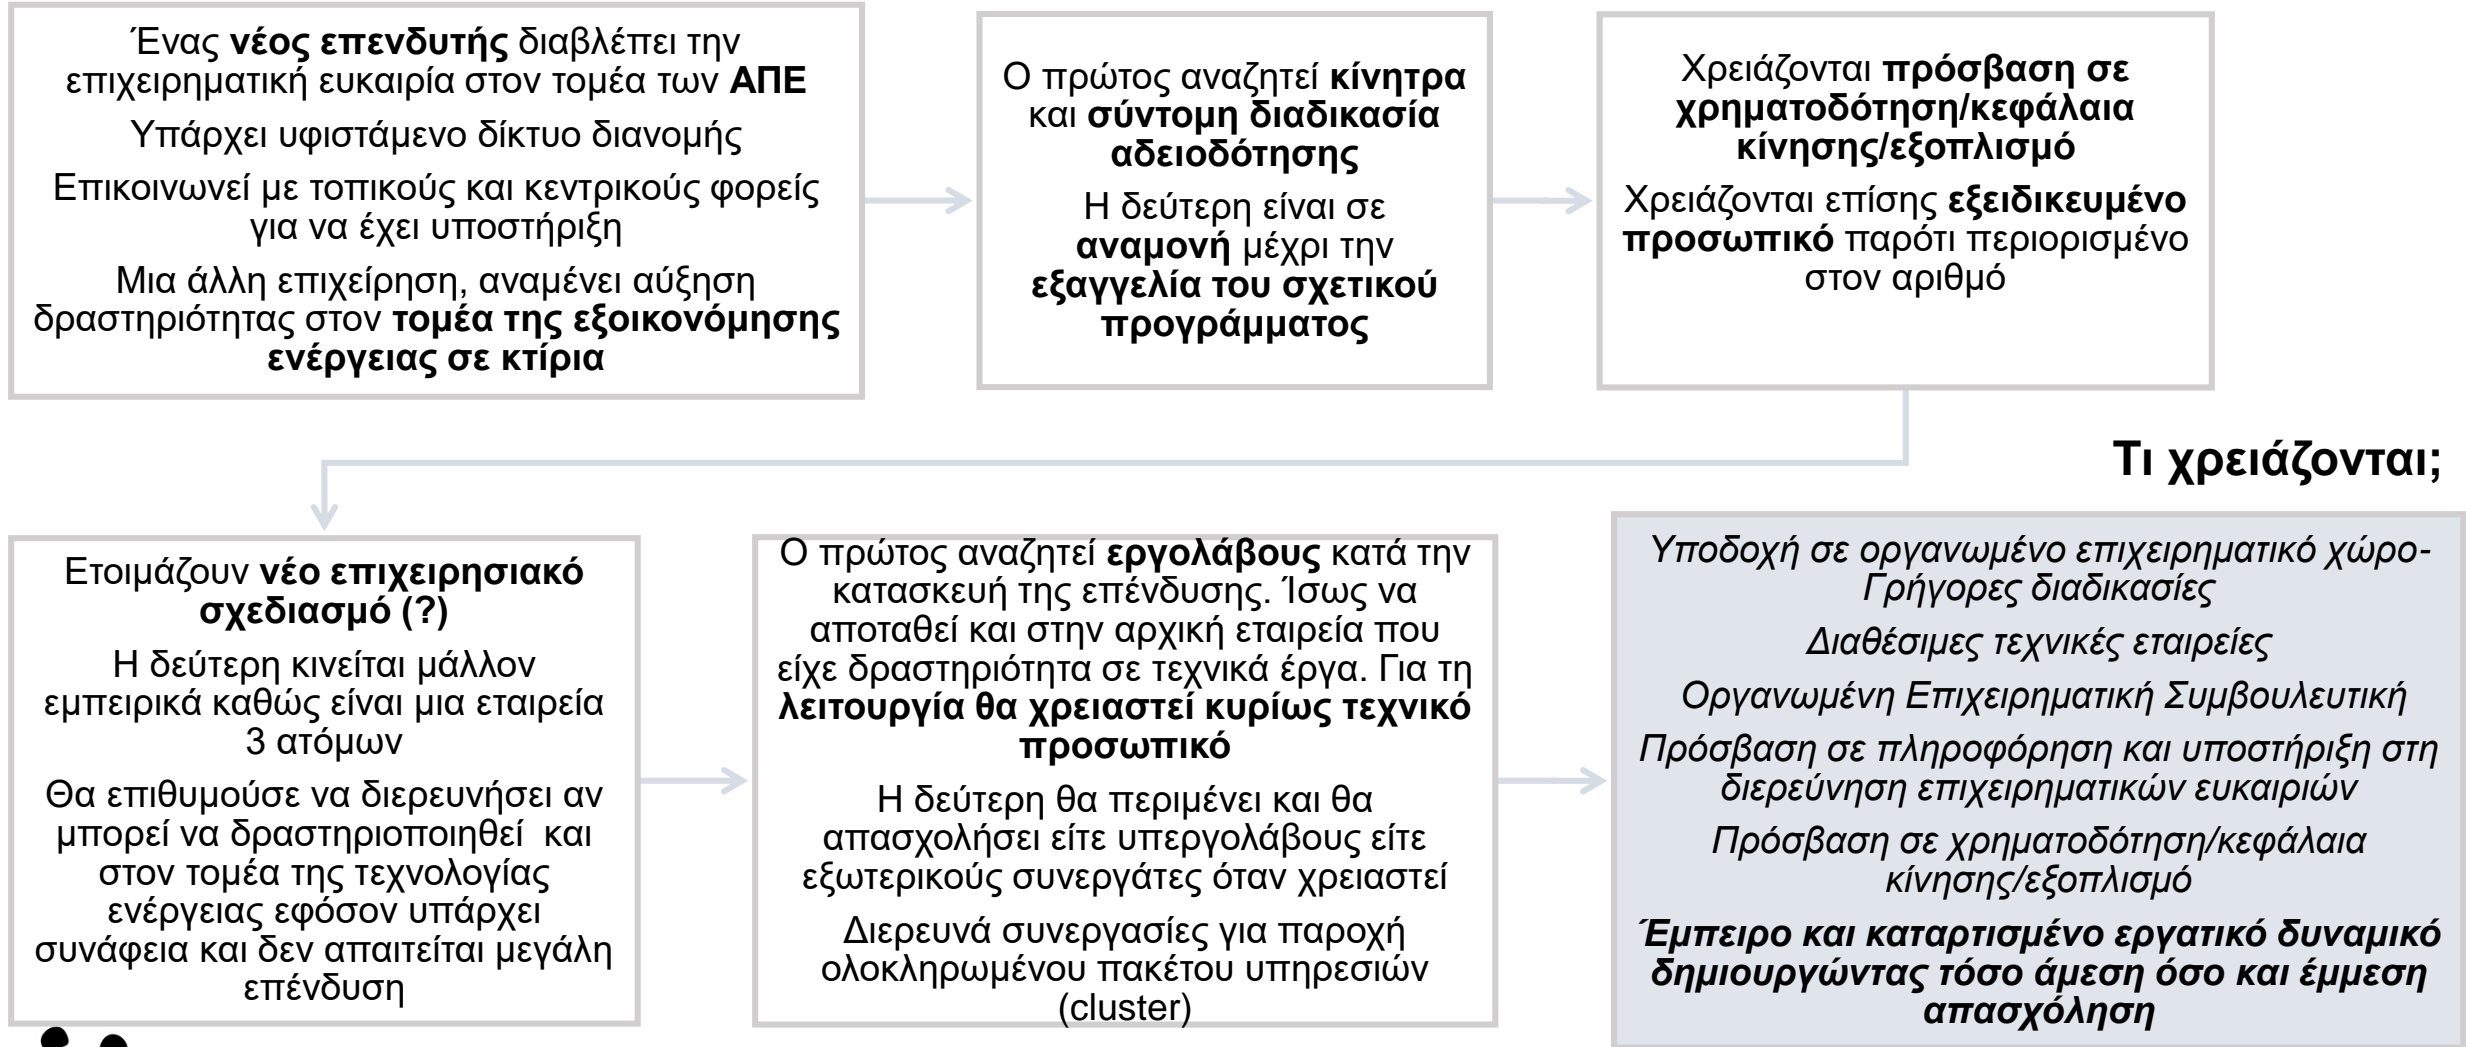 Ένας νέος επενδυτής διαβλέπει την
επιχειρηματική ευκαιρία στον τομέα των ΑΠΕ
Υπάρχει υφιστάμενο δίκτυο διανομής
Επικοινωνεί με τοπικούς και κεντρικούς φορείς
για να έχει υποστήριξη
Μια άλλη επιχείρηση, αναμένει αύξηση
δραστηριότητας στον τομέα της εξοικονόμησης
ενέργειας σε κτίρια
Ο πρώτος αναζητεί κίνητρα
και σύντομη διαδικασία
αδειοδότησης
Η δεύτερη είναι σε
αναμονή μέχρι την
εξαγγελία του σχετικού
προγράμματος
Χρειάζονται πρόσβαση σε
χρηματοδότηση/κεφάλαια
κίνησης/εξοπλισμό
Χρειάζονται επίσης εξειδικευμένο
προσωπικό παρότι περιορισμένο
στον αριθμό
Τι χρειάζονται;
Ετοιμάζουν νέο επιχειρησιακό
σχεδιασμό (?)
Η δεύτερη κινείται μάλλον
εμπειρικά καθώς είναι μια εταιρεία
3 ατόμων
Θα επιθυμούσε να διερευνήσει αν
μπορεί να δραστηριοποιηθεί  και
στον τομέα της τεχνολογίας
ενέργειας εφόσον υπάρχει
συνάφεια και δεν απαιτείται μεγάλη
επένδυση
Ο πρώτος αναζητεί εργολάβους κατά την
κατασκευή της επένδυσης. Ίσως να
αποταθεί και στην αρχική εταιρεία που
είχε δραστηριότητα σε τεχνικά έργα. Για τη
λειτουργία θα χρειαστεί κυρίως τεχνικό
προσωπικό
Η δεύτερη θα περιμένει και θα
απασχολήσει είτε υπεργολάβους είτε
εξωτερικούς συνεργάτες όταν χρειαστεί
Διερευνά συνεργασίες για παροχή
ολοκληρωμένου πακέτου υπηρεσιών
(cluster)
Υποδοχή σε οργανωμένο επιχειρηματικό χώρο-
Γρήγορες διαδικασίες
Διαθέσιμες τεχνικές εταιρείες
Οργανωμένη Επιχειρηματική Συμβουλευτική
Πρόσβαση σε πληροφόρηση και υποστήριξη στη
διερεύνηση επιχειρηματικών ευκαιριών
Πρόσβαση σε χρηματοδότηση/κεφάλαια
κίνησης/εξοπλισμό
Έμπειρο και καταρτισμένο εργατικό δυναμικό
δημιουργώντας τόσο άμεση όσο και έμμεση
απασχόληση